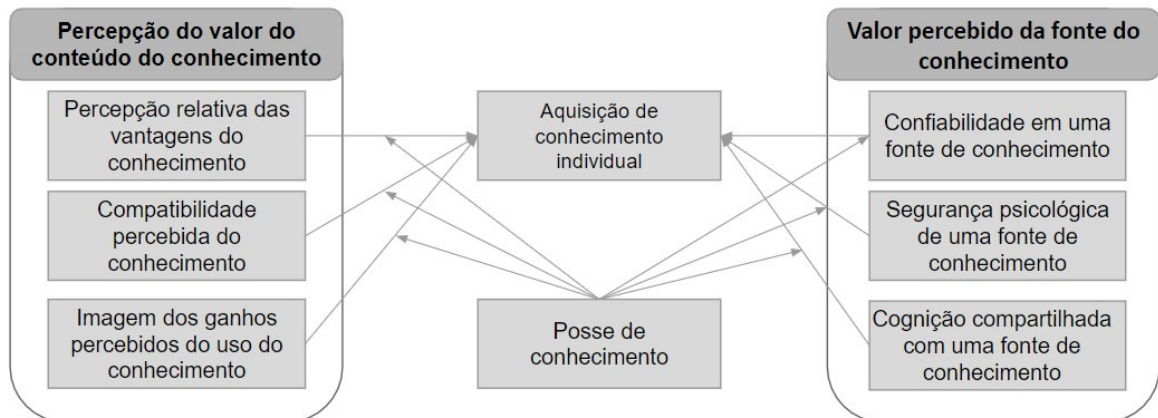 Percepção do valor do
conteúdo do conhecimento
Percepção relativa das
vantagens do
conhecimento
Compatibilidade
percebida do
conhecimento
Imagem dos ganhos
percebidos do uso do
conhecimento
Aquisição de
conhecimento
individual
Posse de
conhecimento
Valor percebido da fonte do
conhecimento
Confiabilidade em uma
fonte de conhecimento
Segurança psicológica
de uma fonte de
conhecimento
Cognição compartilhada
com uma fonte de
conhecimento